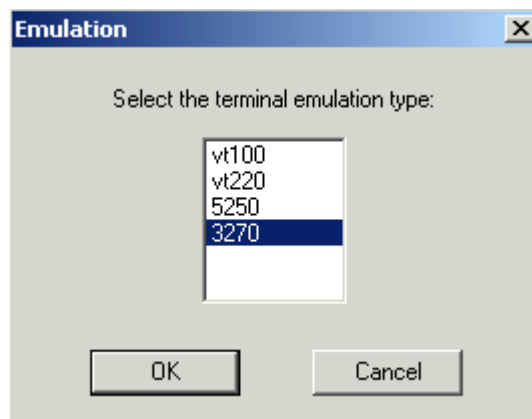 Emulation
Select the terminal emulation type:
vt100
vt220
5250
3270
OK
Cancel